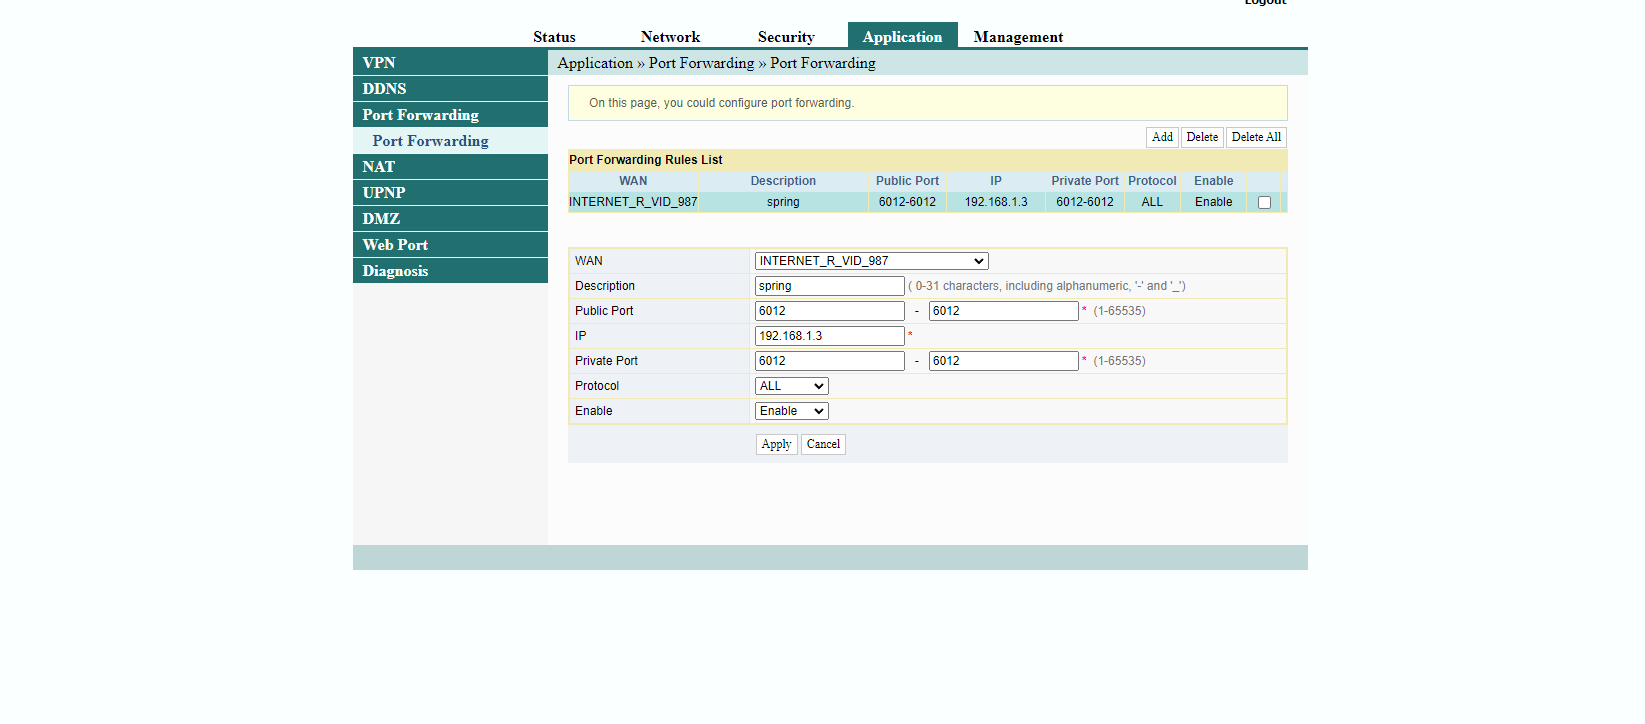 Logout
Status Network Security Application Management
VPN
DDNS
Port Forwarding
Port Forwarding
NAT
UPNP
DMZ
Web Port
Diagnosis
Application » Port Forwarding » Port Forwarding
On this page, you could configure port forwarding.
Add Delete Delete All
Port Forwarding Rules List
WAN Description Public Port IP Private Port Protocol Enable
INTERNET_R_VID_987 spring 6012-6012 192.168.1.3 6012-6012 ALL Enable
WAN INTERNET_R_VID_987
Description spring ( 0-31 characters, including alphanumeric, '-' and '_')
Public Port 6012 - 6012 * (1-65535)
IP 192.168.1.3 *
Private Port 6012 - 6012 * (1-65535)
Protocol ALL
Enable Enable
Apply Cancel